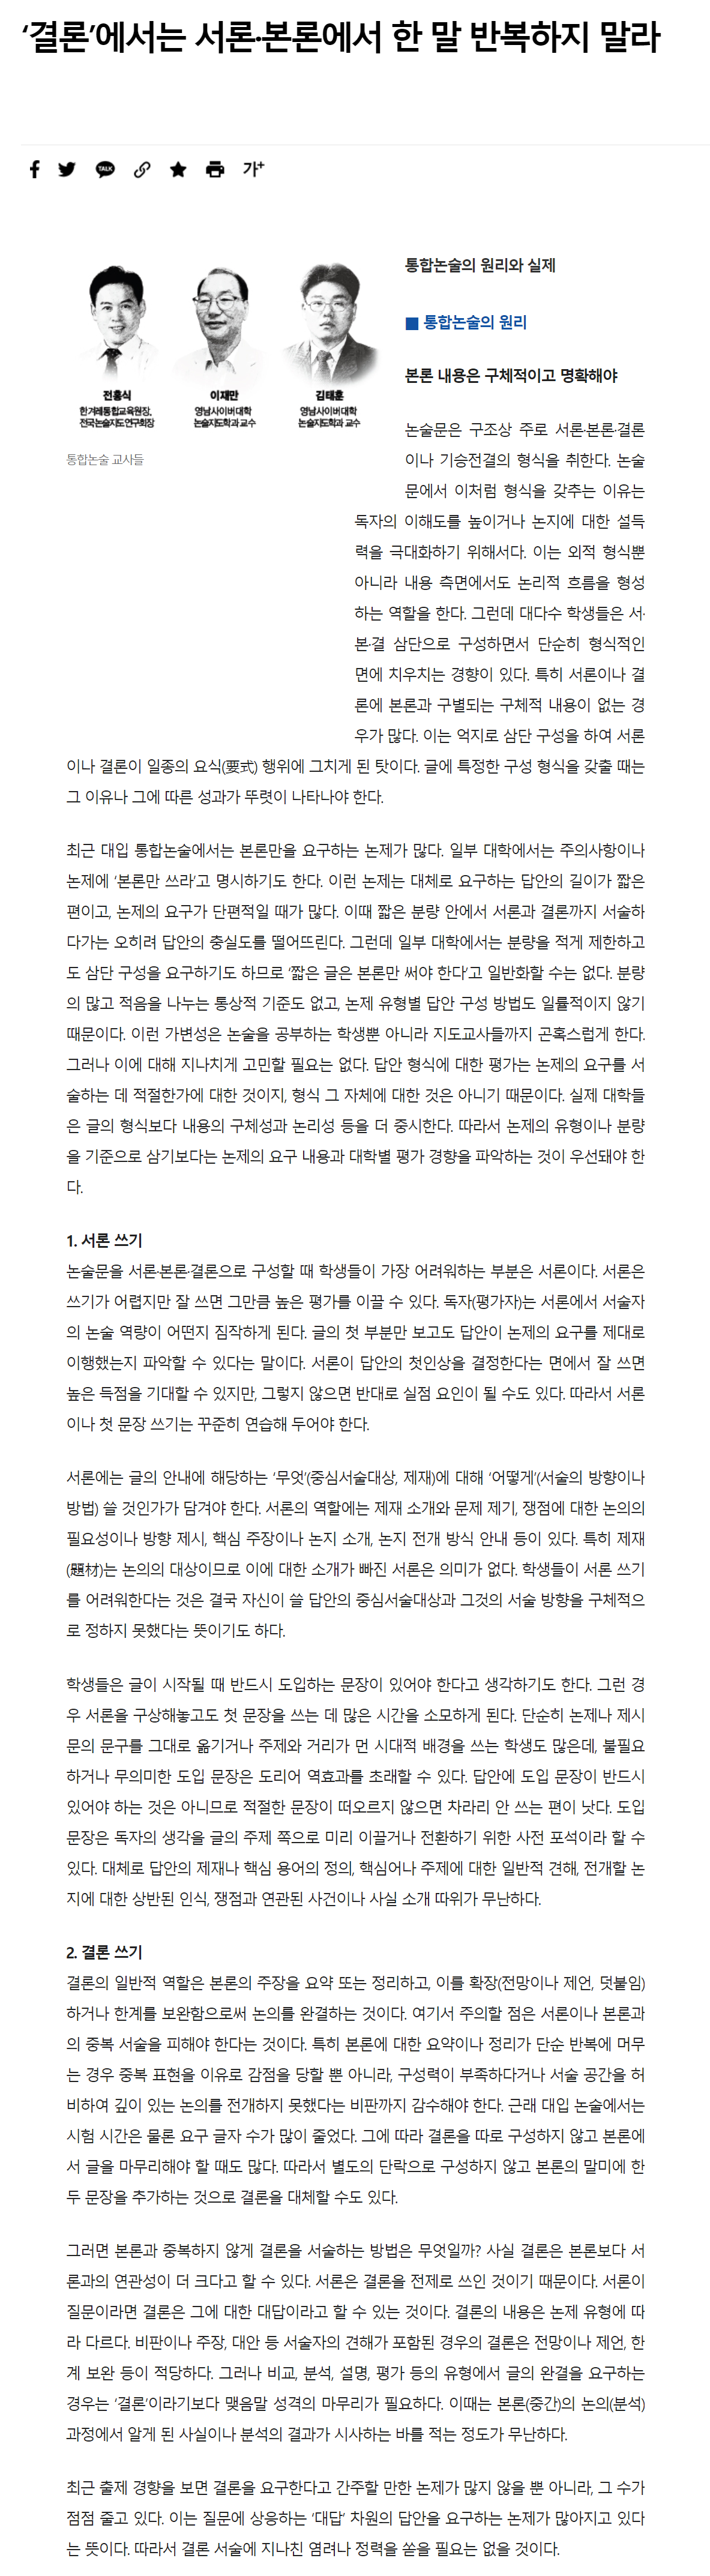 ‘결론’에서는 서론·본론에서 한 말 반복하지 말라
TALK
가+
전홍식
한겨레통합교육원장,
전국논술지도연구회장
이재만
영남사이버대학
논술지도학과 교수
김태훈
영남사이버대학
논술지도학과 교수
통합논술 교사들
통합논술의 원리와 실제
■ 통합논술의 원리
본론 내용은 구체적이고 명확해야
논술문은 구조상 주로 서론·본론·결론
이나 기승전결의 형식을 취한다. 논술
문에서 이처럼 형식을 갖추는 이유는
독자의 이해도를 높이거나 논지에 대한 설득
력을 극대화하기 위해서다. 이는 외적 형식뿐
아니라 내용 측면에서도 논리적 흐름을 형성
하는 역할을 한다. 그런데 대다수 학생들은 서·
본·결 삼단으로 구성하면서 단순히 형식적인
면에 치우치는 경향이 있다. 특히 서론이나 결
론에 본론과 구별되는 구체적 내용이 없는 경
우가 많다. 이는 억지로 삼단 구성을 하여 서론
이나 결론이 일종의 요식(要式) 행위에 그치게 된 탓이다. 글에 특정한 구성 형식을 갖출 때는
그 이유나 그에 따른 성과가 뚜렷이 나타나야 한다.
최근 대입 통합논술에서는 본론만을 요구하는 논제가 많다. 일부 대학에서는 주의사항이나
논제에 ‘본론만 쓰라’고 명시하기도 한다. 이런 논제는 대체로 요구하는 답안의 길이가 짧은
편이고, 논제의 요구가 단편적일 때가 많다. 이때 짧은 분량 안에서 서론과 결론까지 서술하
다가는 오히려 답안의 충실도를 떨어뜨린다. 그런데 일부 대학에서는 분량을 적게 제한하고
도 삼단 구성을 요구하기도 하므로 ‘짧은 글은 본론만 써야 한다’고 일반화할 수는 없다. 분량
의 많고 적음을 나누는 통상적 기준도 없고, 논제 유형별 답안 구성 방법도 일률적이지 않기
때문이다. 이런 가변성은 논술을 공부하는 학생뿐 아니라 지도교사들까지 곤혹스럽게 한다.
그러나 이에 대해 지나치게 고민할 필요는 없다. 답안 형식에 대한 평가는 논제의 요구를 서
술하는 데 적절한가에 대한 것이지, 형식 그 자체에 대한 것은 아니기 때문이다. 실제 대학들
은 글의 형식보다 내용의 구체성과 논리성 등을 더 중시한다. 따라서 논제의 유형이나 분량
을 기준으로 삼기보다는 논제의 요구 내용과 대학별 평가 경향을 파악하는 것이 우선돼야 한
다.
1. 서론 쓰기
논술문을 서론·본론·결론으로 구성할 때 학생들이 가장 어려워하는 부분은 서론이다. 서론은
쓰기가 어렵지만 잘 쓰면 그만큼 높은 평가를 이끌 수 있다. 독자(평가자)는 서론에서 서술자
의 논술 역량이 어떤지 짐작하게 된다. 글의 첫 부분만 보고도 답안이 논제의 요구를 제대로
이행했는지 파악할 수 있다는 말이다. 서론이 답안의 첫인상을 결정한다는 면에서 잘 쓰면
높은 득점을 기대할 수 있지만, 그렇지 않으면 반대로 실점 요인이 될 수도 있다. 따라서 서론
이나 첫 문장 쓰기는 꾸준히 연습해 두어야 한다.
서론에는 글의 안내에 해당하는 ‘무엇’(중심서술대상, 제재)에 대해 ‘어떻게’(서술의 방향이나
방법) 쓸 것인가가 담겨야 한다. 서론의 역할에는 제재 소개와 문제 제기, 쟁점에 대한 논의의
필요성이나 방향 제시, 핵심 주장이나 논지 소개, 논지 전개 방식 안내 등이 있다. 특히 제재
(題材)는 논의의 대상이므로 이에 대한 소개가 빠진 서론은 의미가 없다. 학생들이 서론 쓰기
를 어려워한다는 것은 결국 자신이 쓸 답안의 중심서술대상과 그것의 서술 방향을 구체적으
로 정하지 못했다는 뜻이기도 하다.
학생들은 글이 시작될 때 반드시 도입하는 문장이 있어야 한다고 생각하기도 한다. 그런 경
우 서론을 구상해놓고도 첫 문장을 쓰는 데 많은 시간을 소모하게 된다. 단순히 논제나 제시
문의 문구를 그대로 옮기거나 주제와 거리가 먼 시대적 배경을 쓰는 학생도 많은데, 불필요
하거나 무의미한 도입 문장은 도리어 역효과를 초래할 수 있다. 답안에 도입 문장이 반드시
있어야 하는 것은 아니므로 적절한 문장이 떠오르지 않으면 차라리 안 쓰는 편이 낫다. 도입
문장은 독자의 생각을 글의 주제 쪽으로 미리 이끌거나 전환하기 위한 사전 포석이라 할 수
있다. 대체로 답안의 제재나 핵심 용어의 정의, 핵심어나 주제에 대한 일반적 견해, 전개할 논
지에 대한 상반된 인식, 쟁점과 연관된 사건이나 사실 소개 따위가 무난하다.
2. 결론 쓰기
결론의 일반적 역할은 본론의 주장을 요약 또는 정리하고, 이를 확장(전망이나 제언, 덧붙임)
하거나 한계를 보완함으로써 논의를 완결하는 것이다. 여기서 주의할 점은 서론이나 본론과
의 중복 서술을 피해야 한다는 것이다. 특히 본론에 대한 요약이나 정리가 단순 반복에 머무
는 경우 중복 표현을 이유로 감점을 당할 뿐 아니라, 구성력이 부족하다거나 서술 공간을 허
비하여 깊이 있는 논의를 전개하지 못했다는 비판까지 감수해야 한다. 근래 대입 논술에서는
시험 시간은 물론 요구 글자 수가 많이 줄었다. 그에 따라 결론을 따로 구성하지 않고 본론에
서 글을 마무리해야 할 때도 많다. 따라서 별도의 단락으로 구성하지 않고 본론의 말미에 한
두 문장을 추가하는 것으로 결론을 대체할 수도 있다.
그러면 본론과 중복하지 않게 결론을 서술하는 방법은 무엇일까? 사실 결론은 본론보다 서
론과의 연관성이 더 크다고 할 수 있다. 서론은 결론을 전제로 쓰인 것이기 때문이다. 서론이
질문이라면 결론은 그에 대한 대답이라고 할 수 있는 것이다. 결론의 내용은 논제 유형에 따
라 다르다. 비판이나 주장, 대안 등 서술자의 견해가 포함된 경우의 결론은 전망이나 제언, 한
계 보완 등이 적당하다. 그러나 비교, 분석, 설명, 평가 등의 유형에서 글의 완결을 요구하는
경우는 ‘결론’이라기보다 맺음말 성격의 마무리가 필요하다. 이때는 본론(중간)의 논의(분석)
과정에서 알게 된 사실이나 분석의 결과가 시사하는 바를 적는 정도가 무난하다.
최근 출제 경향을 보면 결론을 요구한다고 간주할 만한 논제가 많지 않을 뿐 아니라, 그 수가
점점 줄고 있다. 이는 질문에 상응하는 ‘대답’ 차원의 답안을 요구하는 논제가 많아지고 있다
는 뜻이다. 따라서 결론 서술에 지나친 염려나 정력을 쏟을 필요는 없을 것이다.